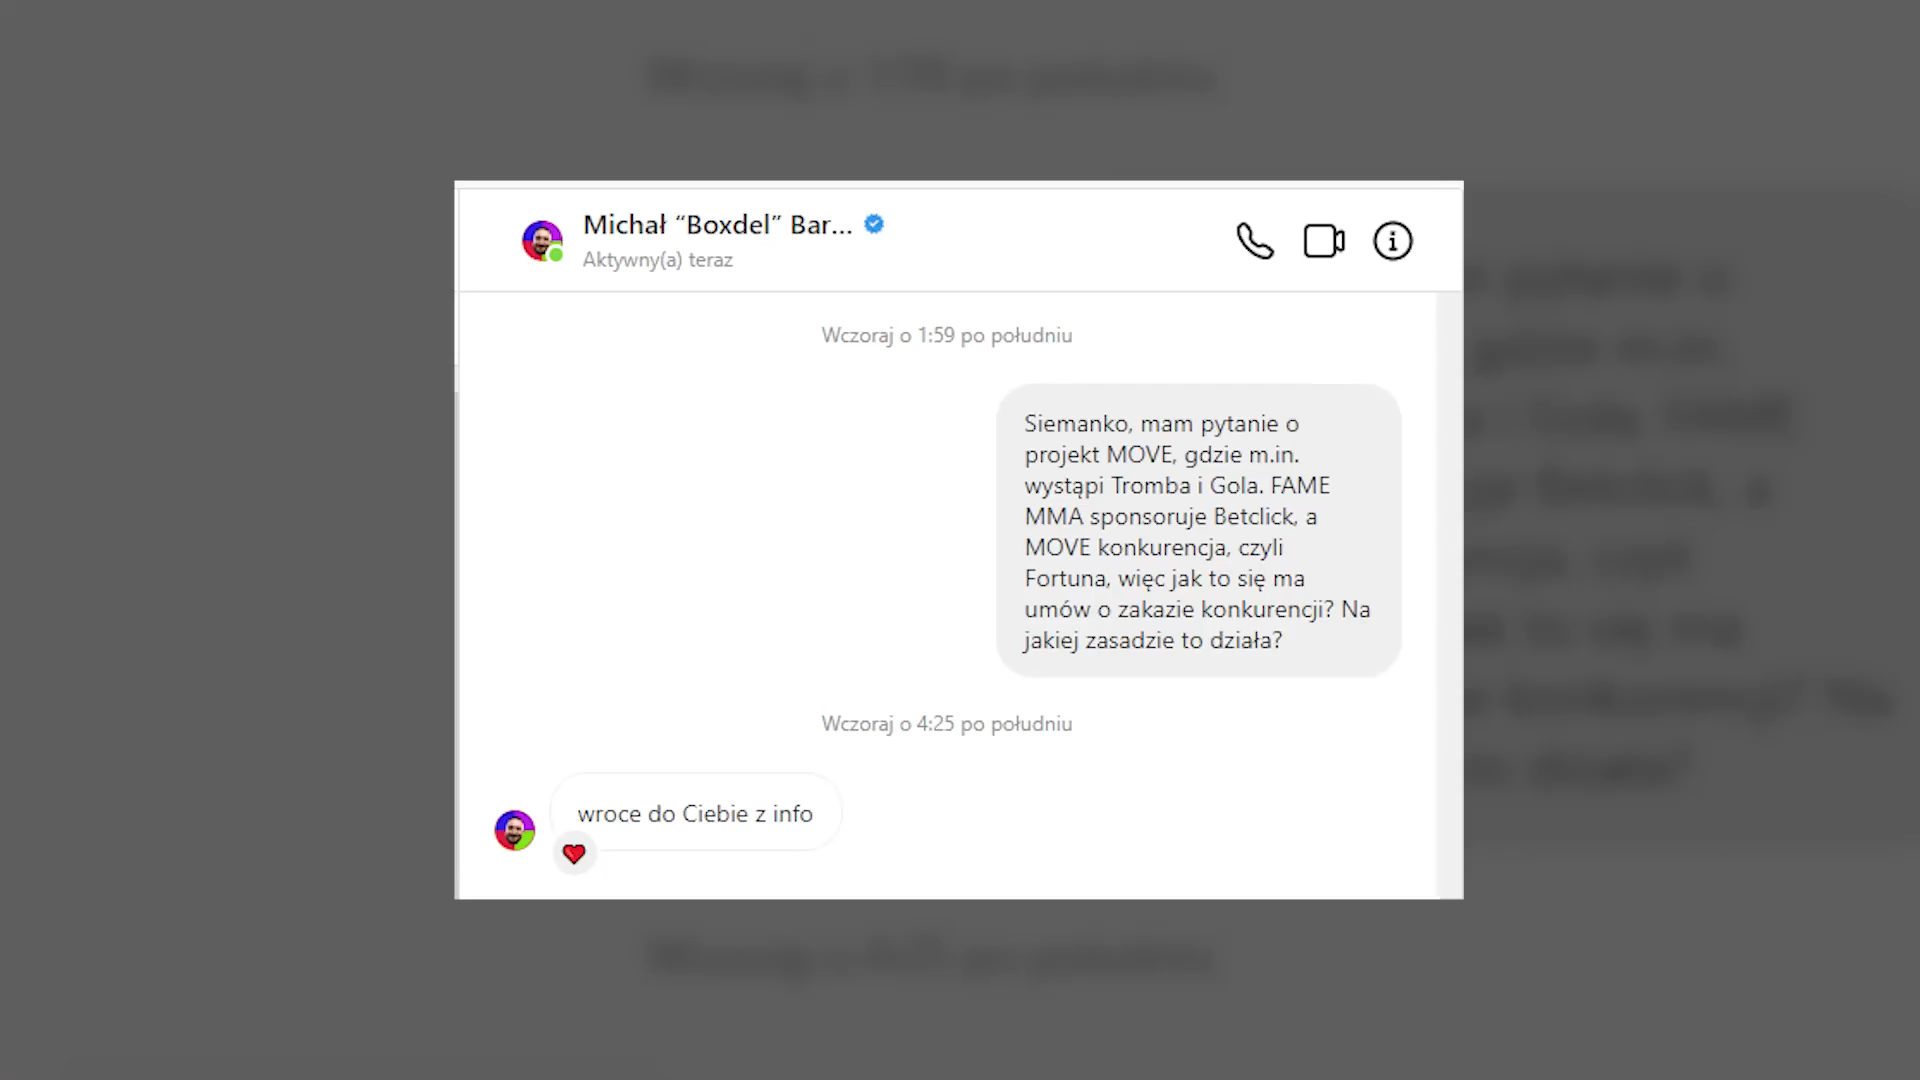 Michał “Boxdel” Bar...
Aktywny(a) teraz
Wczoraj o 1:59 po południu
Siemanko, mam pytanie o
projekt MOVE, gdzie m.in.
wystąpi Tromba i Gola. FAME
MMA sponsoruje Betclick, a
MOVE konkurencja, czyli
Fortuna, więc jak to się ma
umów o zakazie konkurencji? Na
jakiej zasadzie to działa?
Wczoraj o 4:25 po południu
wroce do Ciebie z info